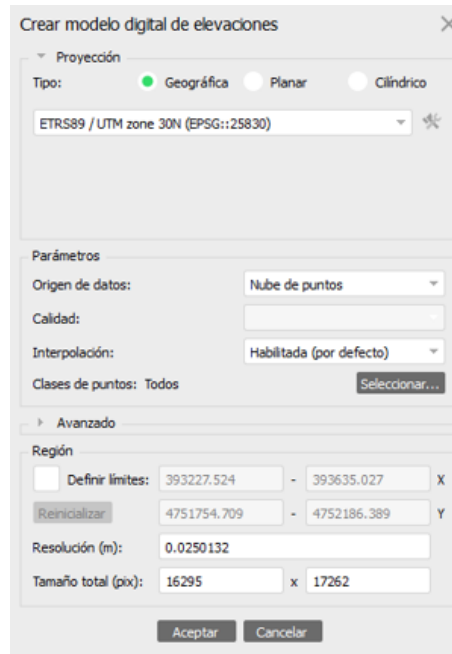 Crear modelo digital de elevaciones
Proyección
Tipo: Geográfica Planar Cilíndrico
ETRS89 / UTM zone 30N (EPSG::25830)
Parámetros
Origen de datos: Nube de puntos
Calidad:
Interpolación: Habilitada (por defecto)
Clases de puntos: Todos Seleccionar...
Avanzado
Región
Definir límites: 393227.524 - 393635.027 X
Reinicializar 4751754.709 - 4752186.389 Y
Resolución (m): 0.0250132
Tamaño total (pix): 16295 x 17262
Aceptar Cancelar